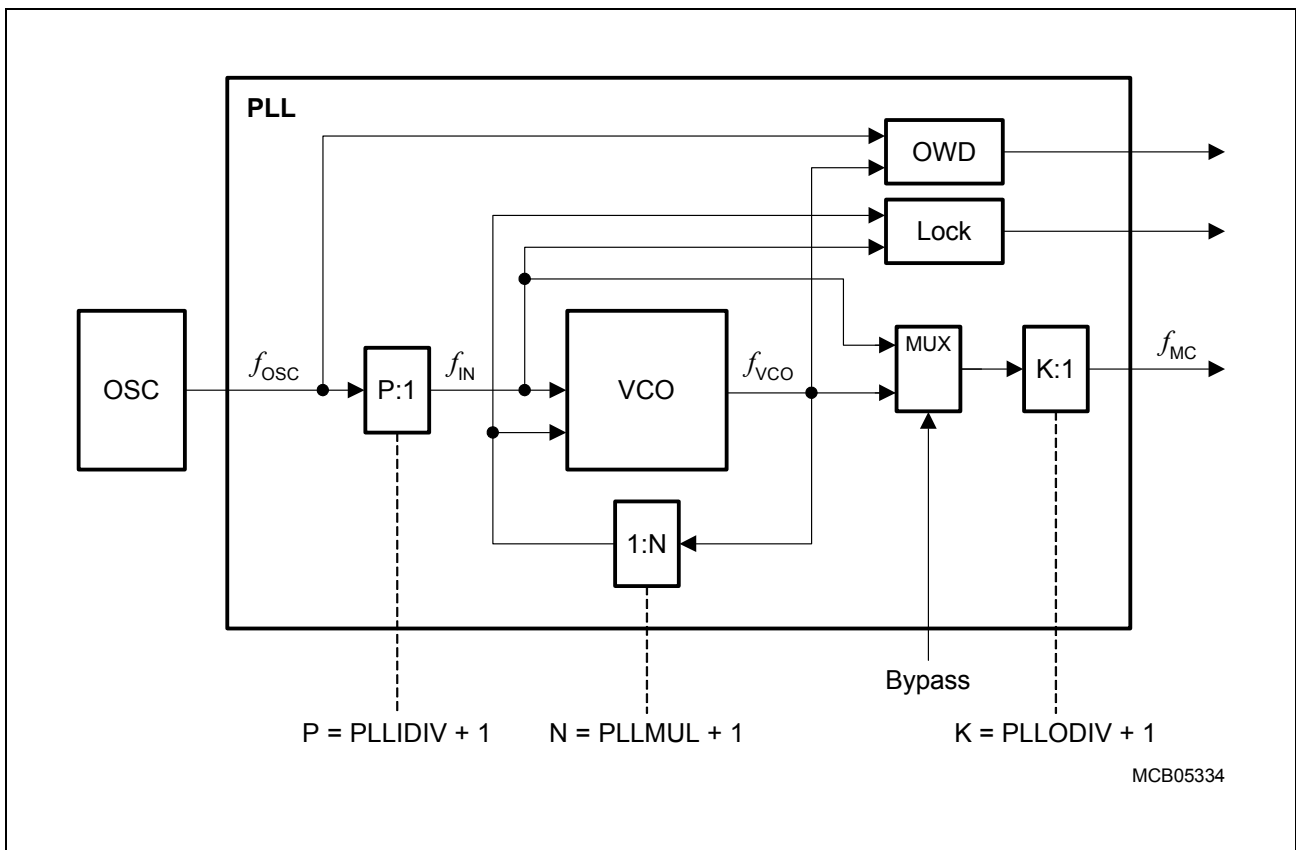 PLL
OWD
Lock
OSC
fOSC
P:1
fIN
VCO
fVCO
MUX
K:1
fMC
1:N
Bypass
P = PLLIDIV + 1
N = PLLMUL + 1
K = PLLODIV + 1
MCB05334